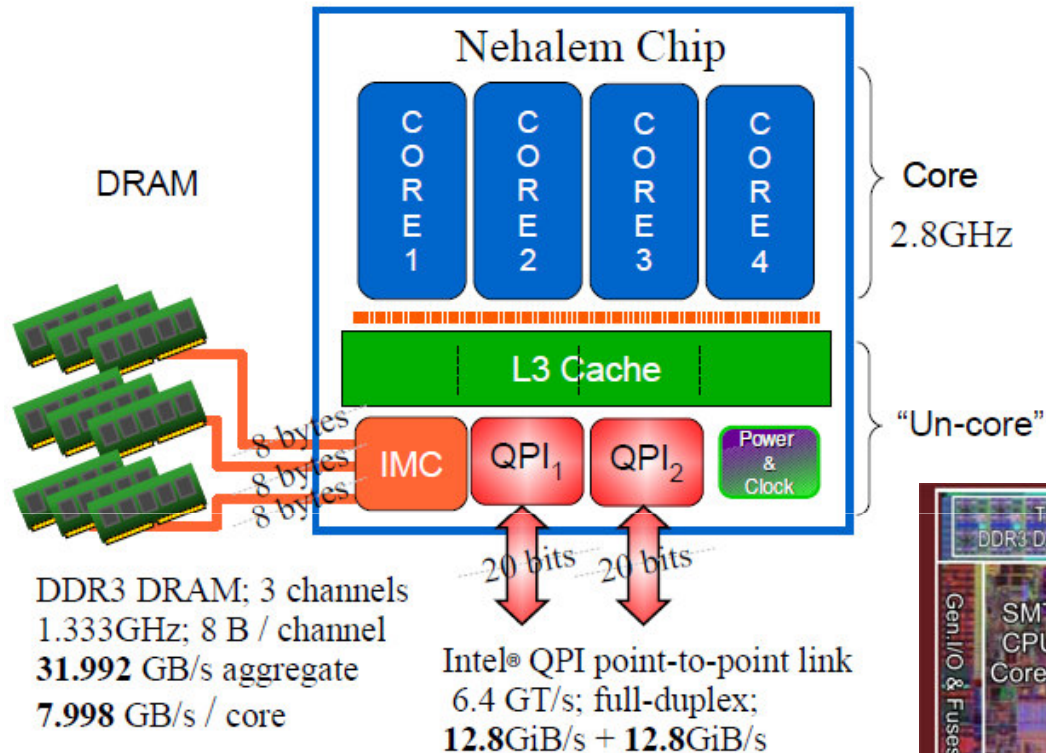 Nehalem Chip
CORE 1
CORE 2
CORE 3
CORE 4
Core
2.8GHz
DRAM
L3 Cache
"Un-core"
8 bytes
8 bytes
8 bytes
IMC
QPI1
QPI2
Power
&
Clock
20 bits
20 bits
DDR3 DRAM; 3 channels
1.333GHz; 8 B / channel
31.992 GB/s aggregate
7.998 GB/s / core
Intel® QPI point-to-point link
6.4 GT/s; full-duplex;
12.8GiB/s + 12.8GiB/s
Gen.I/O & Fuses